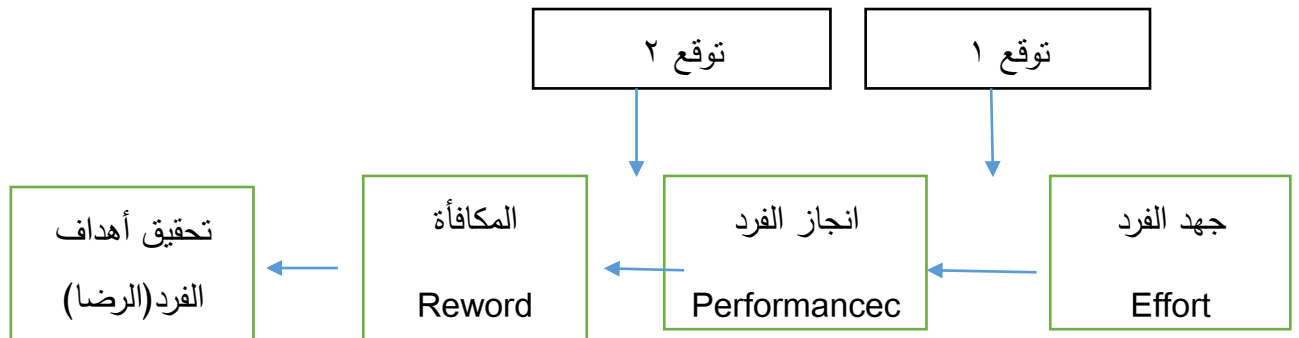 توقع ١
توقع ٢
جهد الفرد
Effort
انجاز الفرد
Performancec
المكافأة
Reword
تحقيق أهداف
الفرد(الرضا)